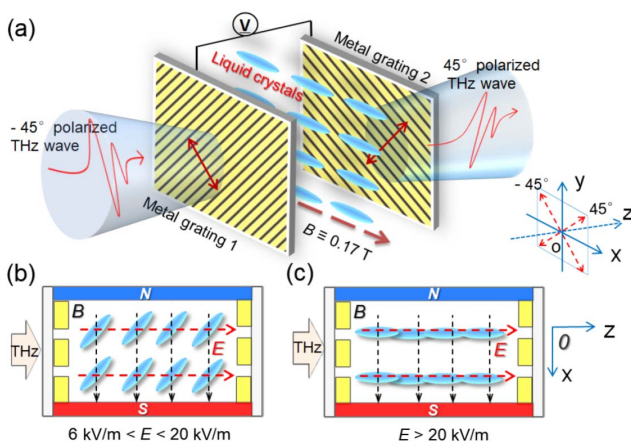 (a)
V
Liquid crystals
Metal grating 2
45° polarized
THz wave
- 45° polarized
THz wave
Metal grating 1
B ≡ 0.17 T
y
- 45°
45°
z
o
x
(b)
N
B
E
THz
S
6 kV/m < E < 20 kV/m
(c)
N
B
E
THz
S
E > 20 kV/m
0
z
x